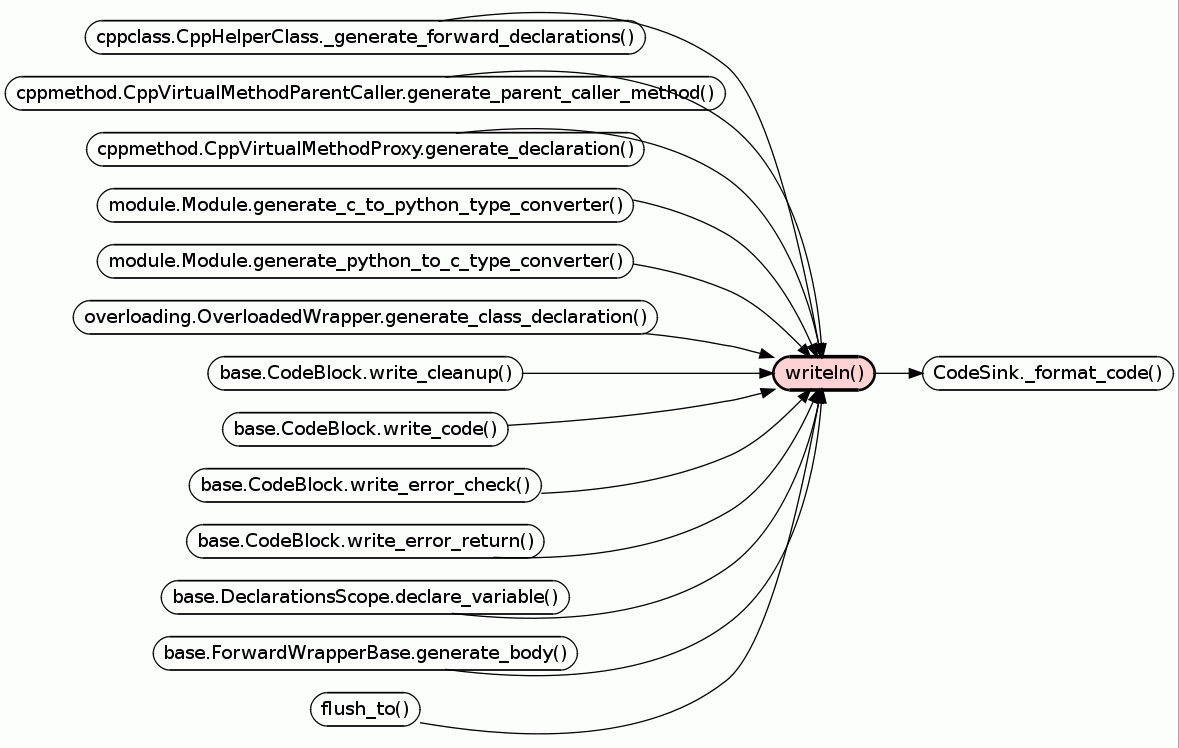 cppclass.CppHelperClass._generate_forward_declarations()
cppmethod.CppVirtualMethodParentCaller.generate_parent_caller_method()
cppmethod.CppVirtualMethodProxy.generate_declaration()
module.Module.generate_c_to_python_type_converter()
module.Module.generate_python_to_c_type_converter()
overloading.OverloadedWrapper.generate_class_declaration()
base.CodeBlock.write_cleanup()
writeln()
CodeSink._format_code()
base.CodeBlock.write_code()
base.CodeBlock.write_error_check()
base.CodeBlock.write_error_return()
base.DeclarationsScope.declare_variable()
base.ForwardWrapperBase.generate_body()
flush_to()